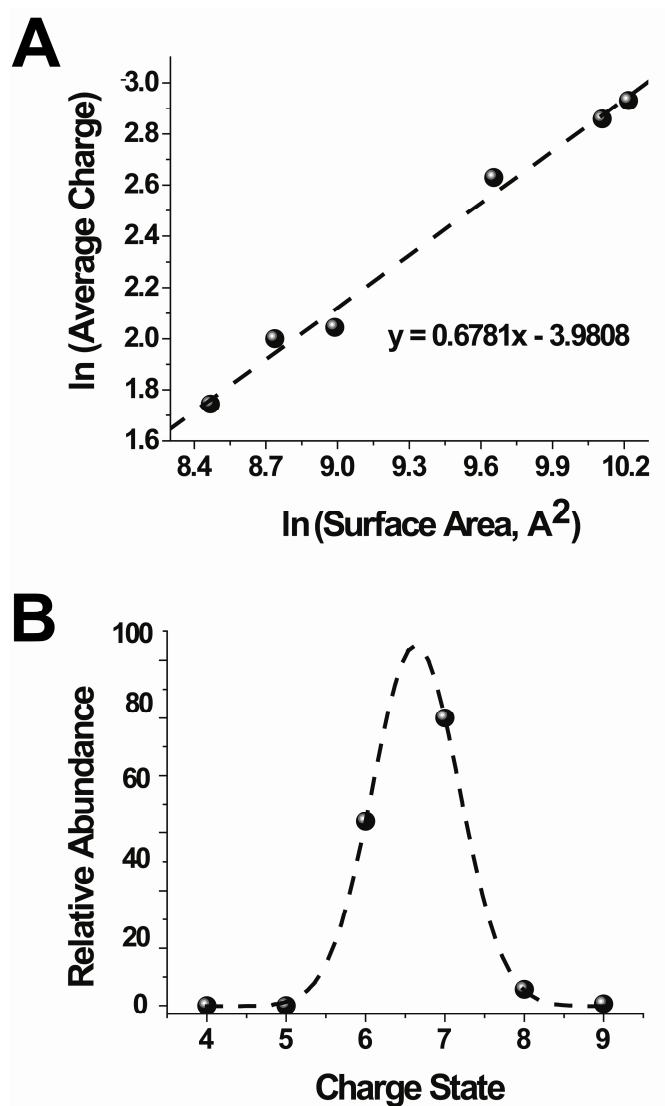 A
3.0
2.8
2.6
2.4
2.2
2.0
1.8
1.6
ln (Average Charge)
y = 0.6781x - 3.9808
8.4 8.7 9.0 9.3 9.6 9.9 10.2
ln (Surface Area, A²)
B
100
80
60
40
20
0
Relative Abundance
4 5 6 7 8 9
Charge State